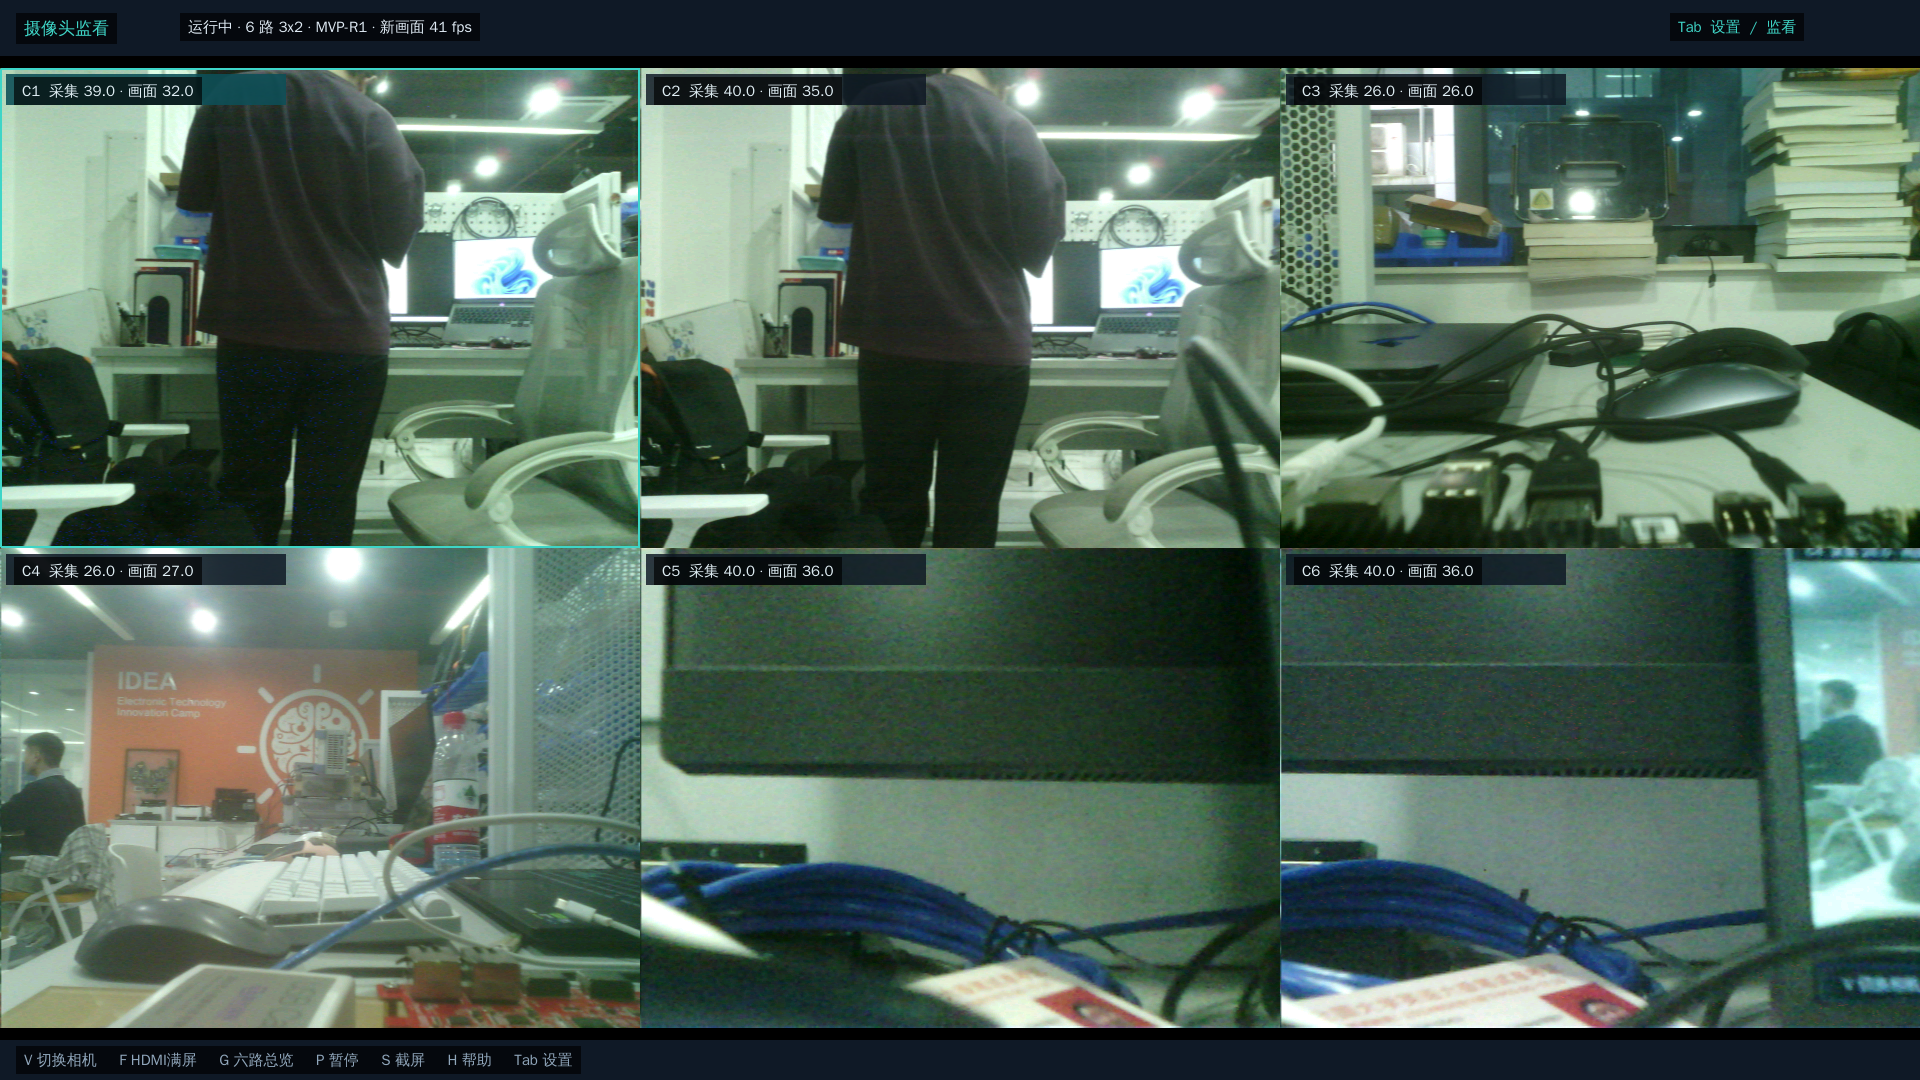 摄像头监看
运行中 · 6 路 3x2 · MVP-R1 · 新画面 41 fps
Tab 设置 / 监看
C1 采集 39.0 · 画面 32.0
C2 采集 40.0 · 画面 35.0
C3 采集 26.0 · 画面 26.0
C4 采集 26.0 · 画面 27.0
C5 采集 40.0 · 画面 36.0
C6 采集 40.0 · 画面 36.0
IDEA
Electronic Technology
Innovation Camp
V 切换相机 F HDMI满屏 G 六路总览 P 暂停 S 截屏 H 帮助 Tab 设置